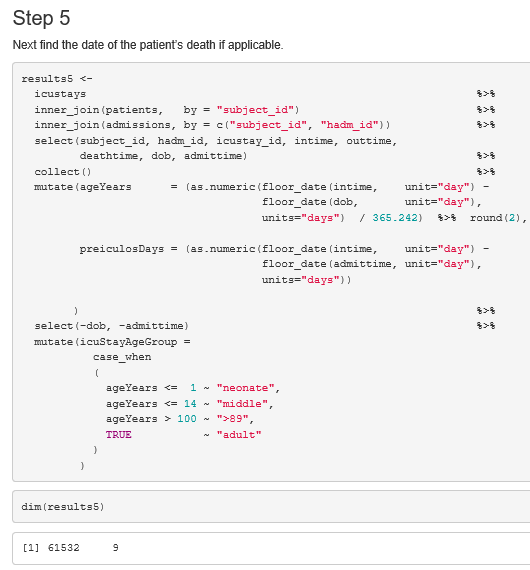 Step 5
Next find the date of the patient's death if applicable.
results5 <-
  icustays                                                            %>%
  inner_join(patients,   by = "subject_id")                           %>%
  inner_join(admissions, by = c("subject_id", "hadm_id"))             %>%
  select(subject_id, hadm_id, icustay_id, intime, outtime,
         deathtime, dob, admittime)                                   %>%
  collect()                                                           %>%
  mutate(ageYears      = (as.numeric(floor_date(intime,    unit="day") -
                                     floor_date(dob,       unit="day"),
                                     units="days")  / 365.242)  %>%  round(2),
         preiculosDays = (as.numeric(floor_date(intime,    unit="day") -
                                     floor_date(admittime, unit="day"),
                                     units="days"))
        )                                                             %>%
  select(-dob, -admittime)                                            %>%
  mutate(icuStayAgeGroup =
           case_when
           (
             ageYears <=  1 ~ "neonate",
             ageYears <= 14 ~ "middle",
             ageYears > 100 ~ ">89",
             TRUE           ~ "adult"
           )
         )
dim(results5)
[1] 61532     9